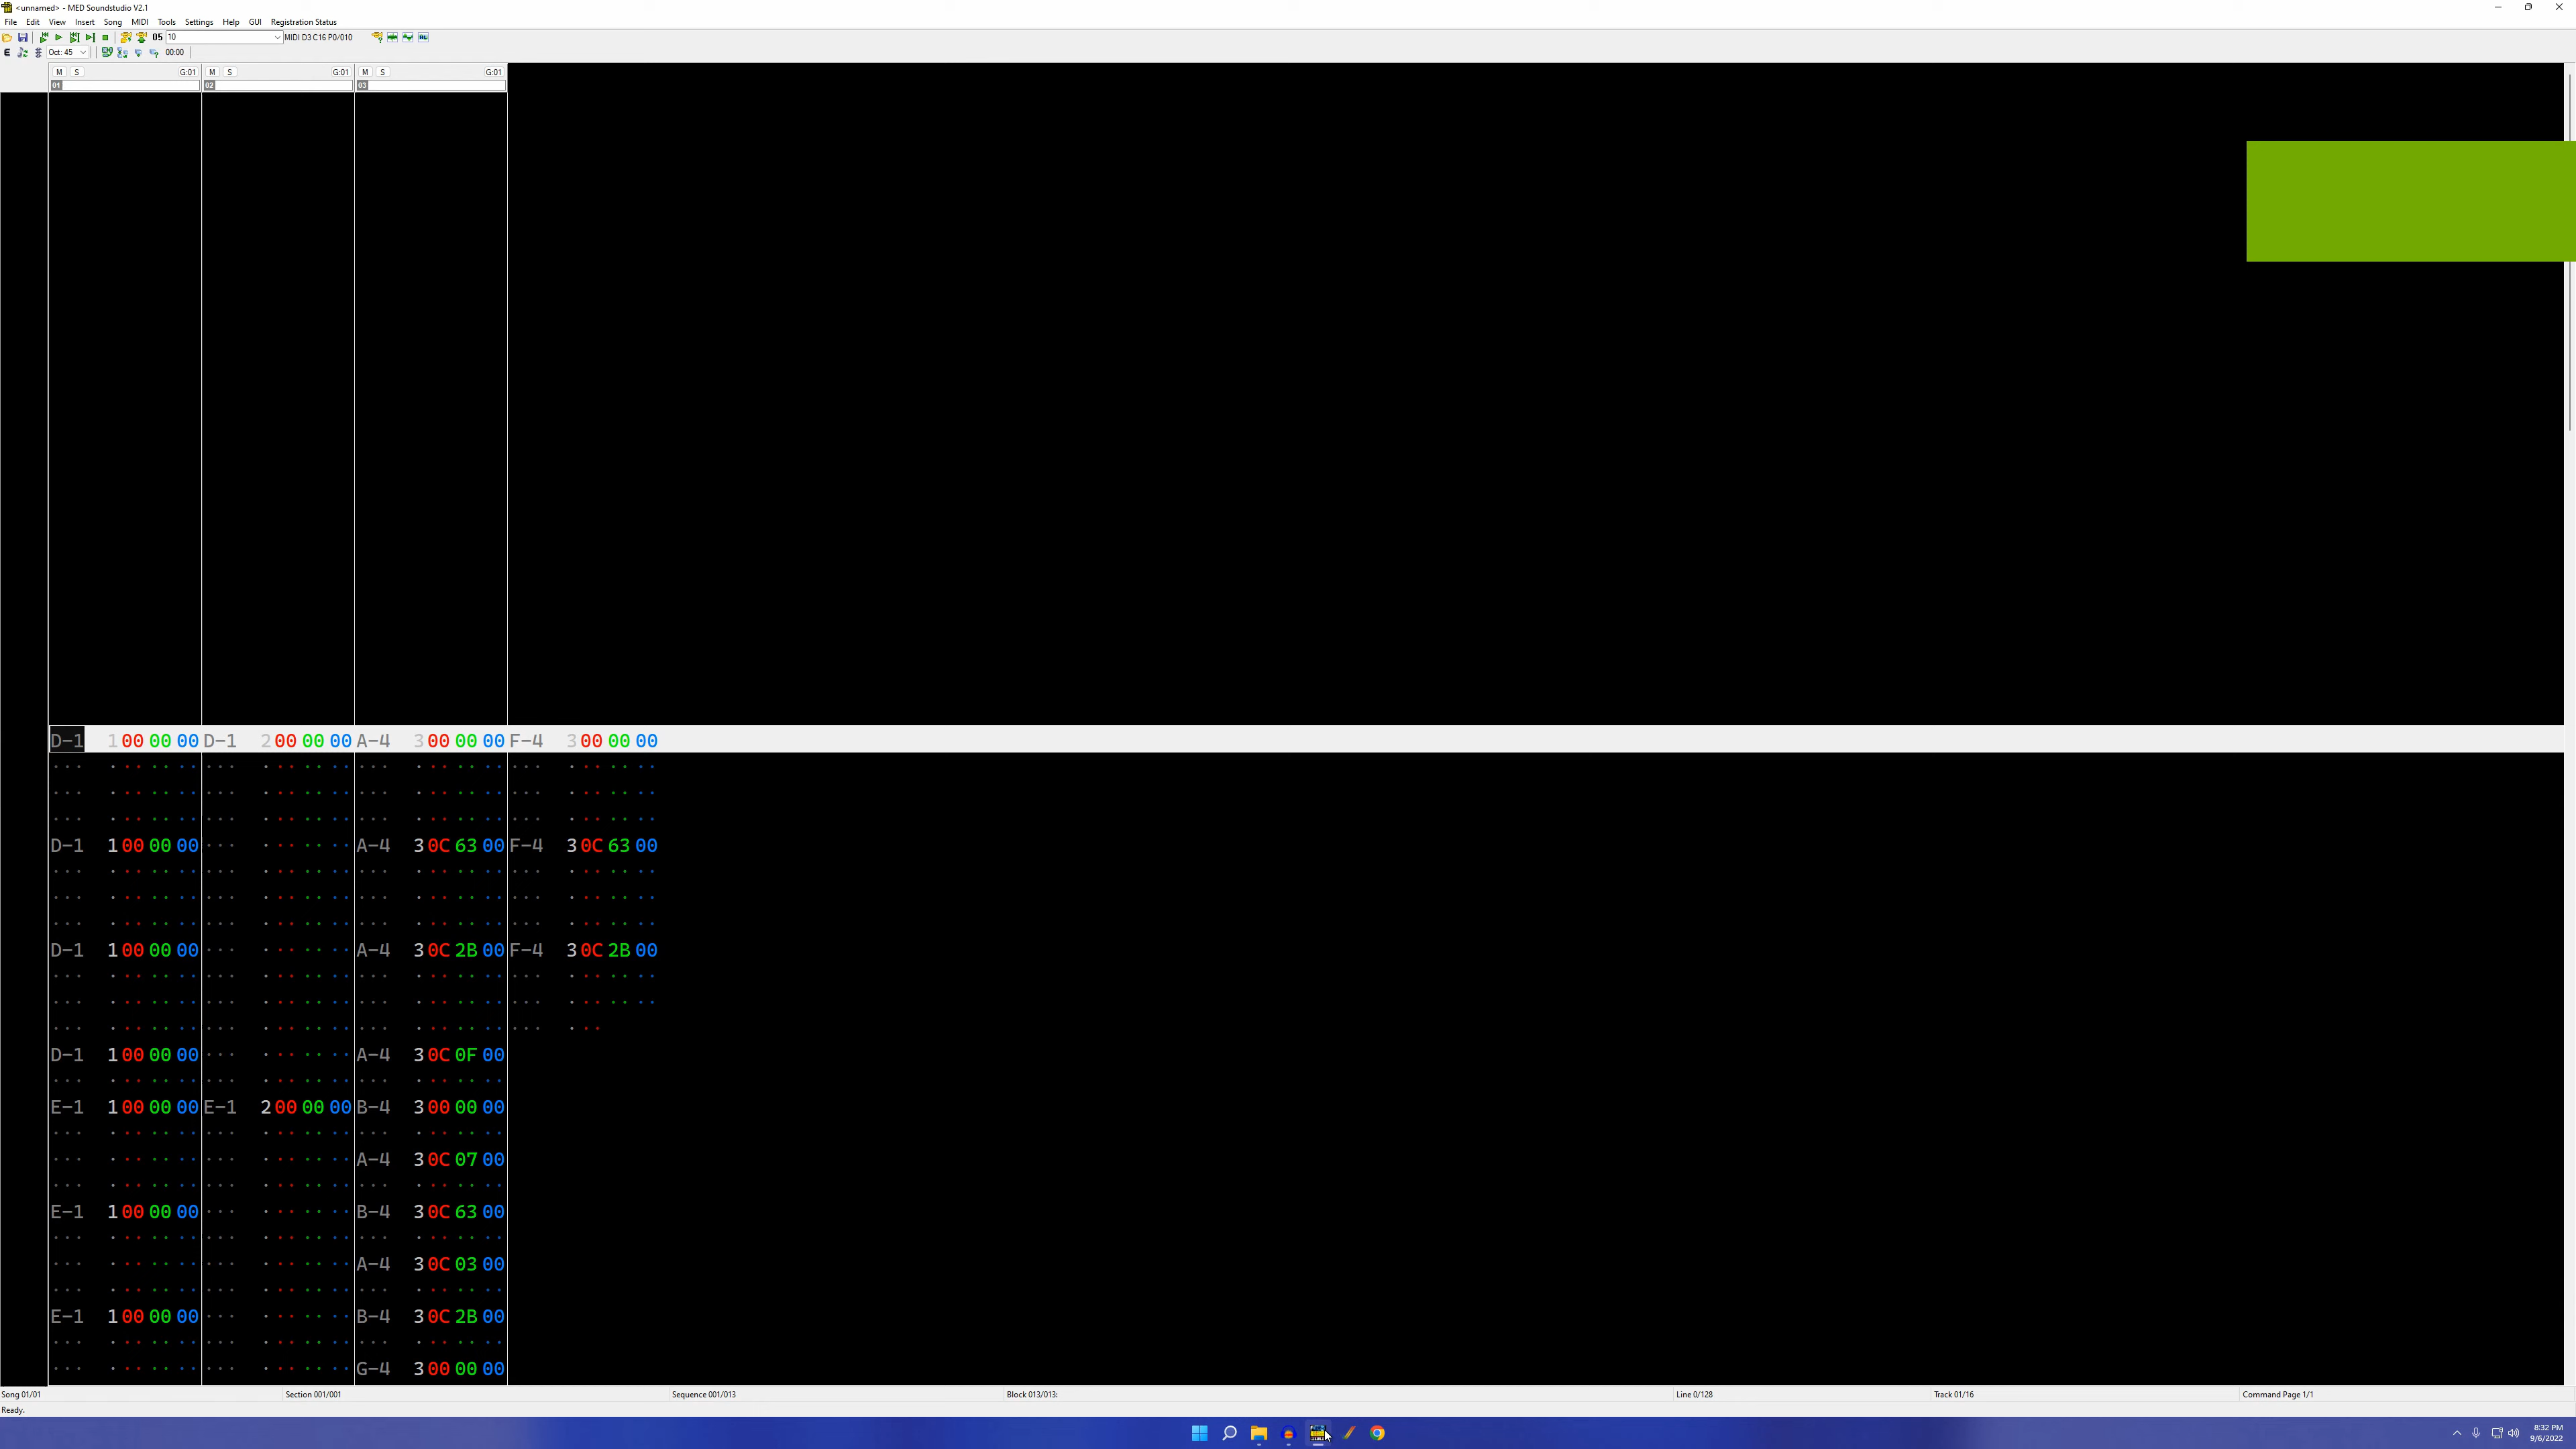 <unnamed> - MED Soundstudio V2.1
File Edit View Insert Song MIDI Tools Settings Help GUI Registration Status
05 10 MIDI D3 C16 P0/010
E Oct: 45 00:00
M S G:01 M S G:01 M S G:01
01 02 03
D-1 1 00 00 00 D-1 2 00 00 00 A-4 3 00 00 00 F-4 3 00 00 00
D-1 1 00 00 00 A-4 3 0C 63 00 F-4 3 0C 63 00
D-1 1 00 00 00 A-4 3 0C 2B 00 F-4 3 0C 2B 00
D-1 1 00 00 00 A-4 3 0C 0F 00
E-1 1 00 00 00 E-1 2 00 00 00 B-4 3 00 00 00
A-4 3 0C 07 00
E-1 1 00 00 00 B-4 3 0C 63 00
A-4 3 0C 03 00
E-1 1 00 00 00 B-4 3 0C 2B 00
G-4 3 00 00 00
Song 01/01 Section 001/001 Sequence 001/013 Block 013/013: Line 0/128 Track 01/16 Command Page 1/1
Ready.
8:32 PM
9/6/2022